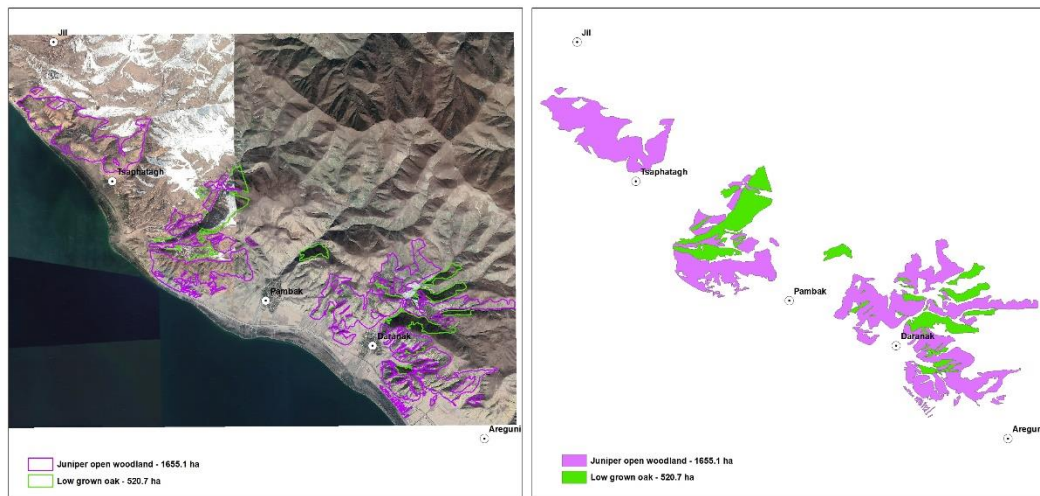 Jil
Tsaphatagh
Pambak
Daranak
Areguni
Juniper open woodland - 1655.1 ha
Low grown oak - 520.7 ha
Jil
Tsaphatagh
Pambak
Daranak
Aregun
Juniper open woodland - 1655.1 ha
Low grown oak - 520.7 ha